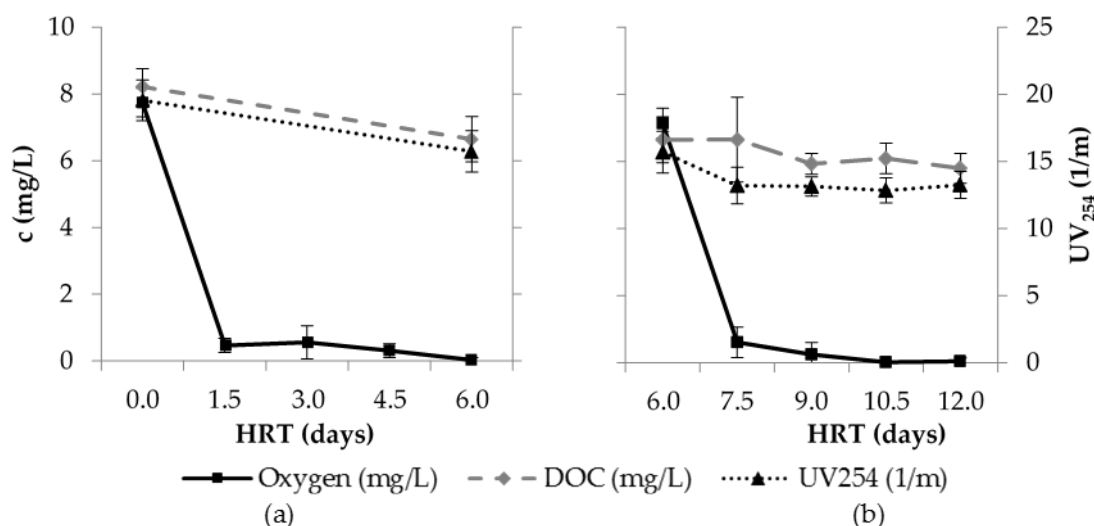 10
8
6
4
2
0
c (mg/L)
0.0 1.5 3.0 4.5 6.0
HRT (days)
25
20
15
10
5
0
UV254 (1/m)
6.0 7.5 9.0 10.5 12.0
HRT (days)
Oxygen (mg/L) DOC (mg/L) UV254 (1/m)
(a) (b)